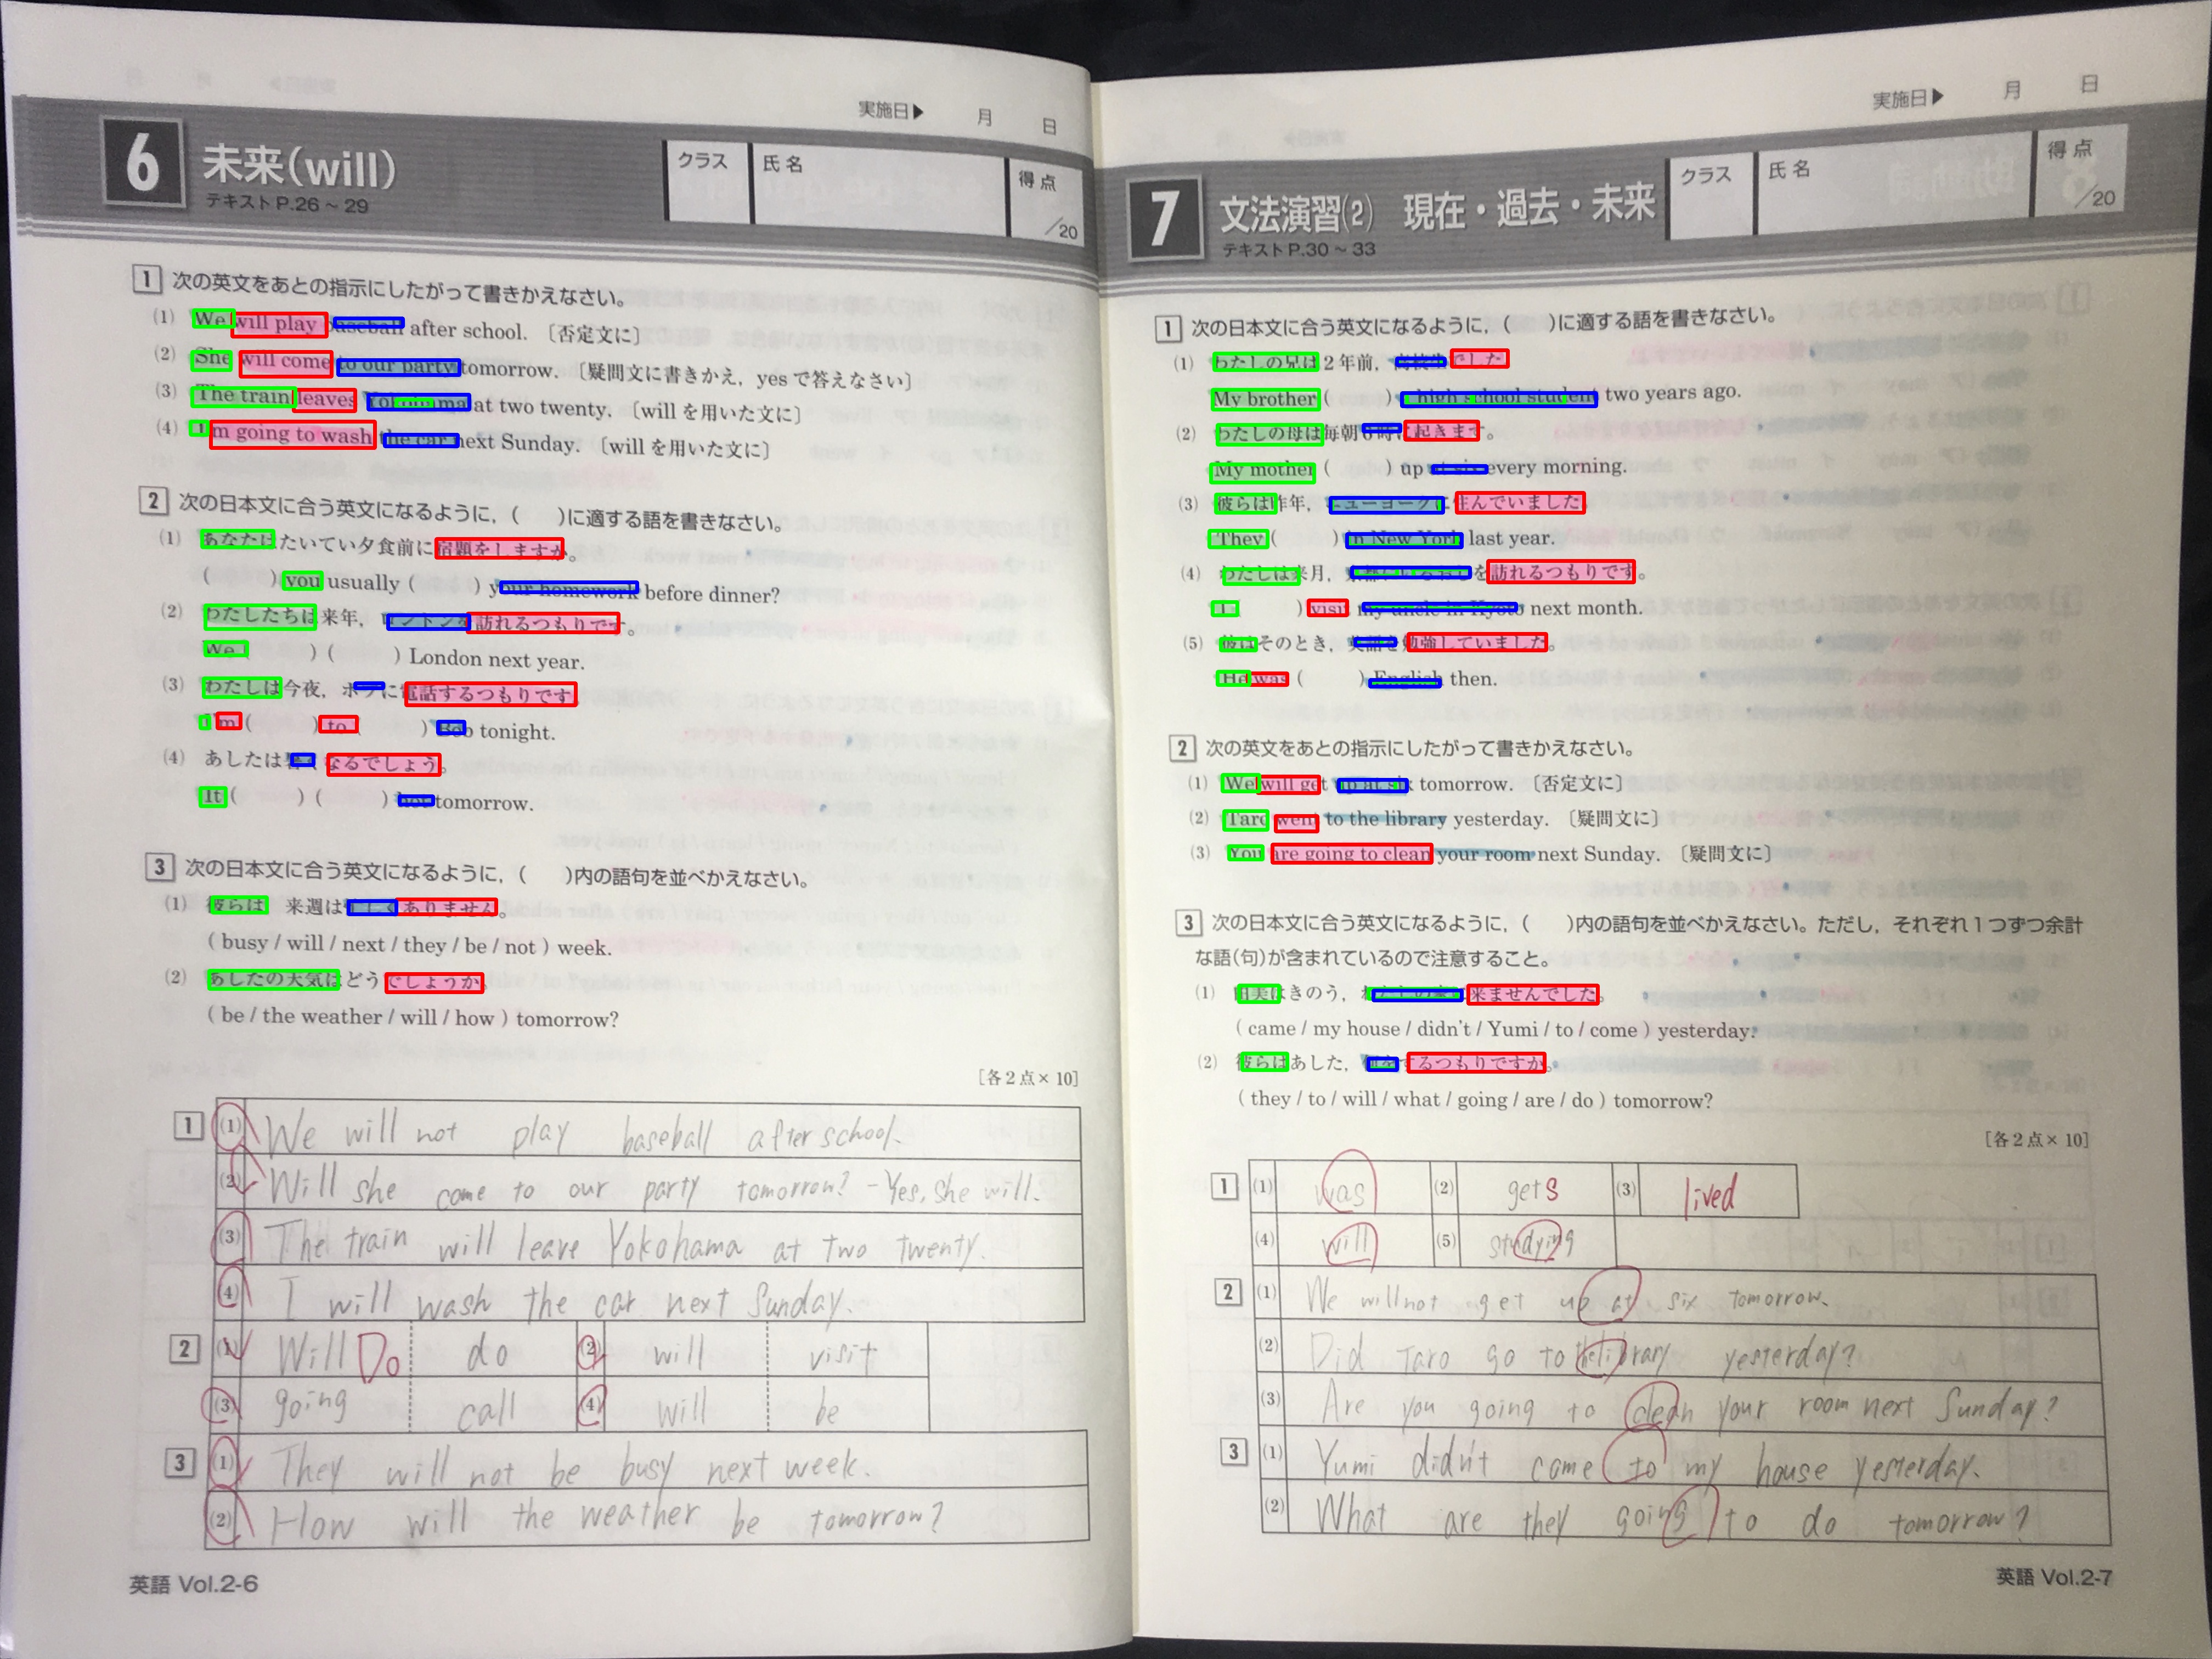 実施日▶ 月 日
6 未来(will)
テキストP.26～29
クラス 氏名 得点 /20
1 次の英文をあとの指示にしたがって書きかえなさい。
(1) We will play baseball after school. 〔否定文に〕
(2) She will come to our party tomorrow. 〔疑問文に書きかえ，yesで答えなさい〕
(3) The train leaves Yokohama at two twenty. 〔willを用いた文に〕
(4) I'm going to wash the car next Sunday. 〔willを用いた文に〕
2 次の日本文に合う英文になるように，( )に適する語を書きなさい。
(1) あなたはたいてい夕食前に宿題をしますか。
( ) you usually ( ) your homework before dinner?
(2) わたしたちは来年，ロンドンを訪れるつもりです。
We ( ) ( ) London next year.
(3) わたしは今夜，ボブに電話するつもりです。
I'm ( ) to ( ) Bob tonight.
(4) あしたは暑くなるでしょう。
It ( ) ( ) hot tomorrow.
3 次の日本文に合う英文になるように，( )内の語句を並べかえなさい。
(1) 彼らは 来週は忙しくありません。
( busy / will / next / they / be / not ) week.
(2) あしたの天気はどうでしょうか。
( be / the weather / will / how ) tomorrow?
[各2点×10]
1 (1) We will not play baseball after school.
(2) Will she come to our party tomorrow? - Yes, she will.
(3) The train will leave Yokohama at two twenty.
(4) I will wash the car next Sunday.
2 (1) Will Do do (2) will visit
(3) going call (4) will be
3 (1) They will not be busy next week.
(2) How will the weather be tomorrow?
英語 Vol.2-6
実施日▶ 月 日
7 文法演習(2) 現在・過去・未来
テキストP.30～33
クラス 氏名 得点 /20
1 次の日本文に合う英文になるように，( )に適する語を書きなさい。
(1) わたしの兄は2年前，高校生でした
My brother ( ) a high school student two years ago.
(2) わたしの母は毎朝6時に起きます。
My mother ( ) up at six every morning.
(3) 彼らは昨年，ニューヨークに住んでいました
They ( ) in New York last year.
(4) わたしは来月，京都にいるおじを訪れるつもりです。
I ( ) visit my uncle in Kyoto next month.
(5) 彼はそのとき，英語を勉強していました。
He was ( ) English then.
2 次の英文をあとの指示にしたがって書きかえなさい。
(1) We will get up at six tomorrow. 〔否定文に〕
(2) Taro went to the library yesterday. 〔疑問文に〕
(3) You are going to clean your room next Sunday. 〔疑問文に〕
3 次の日本文に合う英文になるように，( )内の語句を並べかえなさい。ただし，それぞれ1つずつ余計
な語(句)が含まれているので注意すること。
(1) 由美はきのう，わたしの家に来ませんでした。
( came / my house / didn't / Yumi / to / come ) yesterday.
(2) 彼らはあした，何をするつもりですか。
( they / to / will / what / going / are / do ) tomorrow?
[各2点×10]
1 (1) was (2) gets (3) lived
(4) will (5) studying
2 (1) We will not get up at six tomorrow.
(2) Did Taro go to the library yesterday?
(3) Are you going to clean your room next Sunday?
3 (1) Yumi didn't come to my house yesterday.
(2) What are they going to do tomorrow?
英語 Vol.2-7